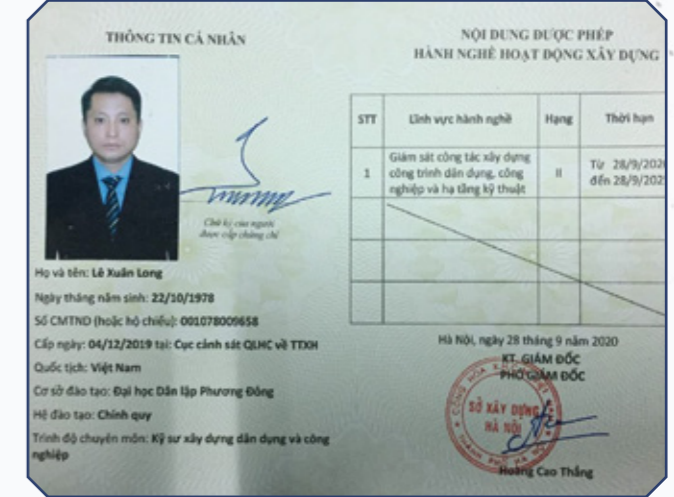 THÔNG TIN CÁ NHÂN
Chữ ký của người
được cấp chứng chỉ
Họ và tên: Lê Xuân Long
Ngày tháng năm sinh: 22/10/1978
Số CMTND (hoặc hộ chiếu): 001078009658
Cấp ngày: 04/12/2019 tại: Cục cảnh sát QLHC về TTXH
Quốc tịch: Việt Nam
Cơ sở đào tạo: Đại học Dân lập Phương Đông
Hệ đào tạo: Chính quy
Trình độ chuyên môn: Kỹ sư xây dựng dân dụng và công
nghiệp
NỘI DUNG ĐƯỢC PHÉP
HÀNH NGHỀ HOẠT ĐỘNG XÂY DỰNG
STT Lĩnh vực hành nghề Hạng Thời hạn
1 Giám sát công tác xây dựng công trình dân dụng, công nghiệp và hạ tầng kỹ thuật II Từ 28/9/202 đến 28/9/202
Hà Nội, ngày 28 tháng 9 năm 2020
KT. GIÁM ĐỐC
PHÓ GIÁM ĐỐC
SỞ XÂY DỰNG
HÀ NỘI
Hoàng Cao Thắng